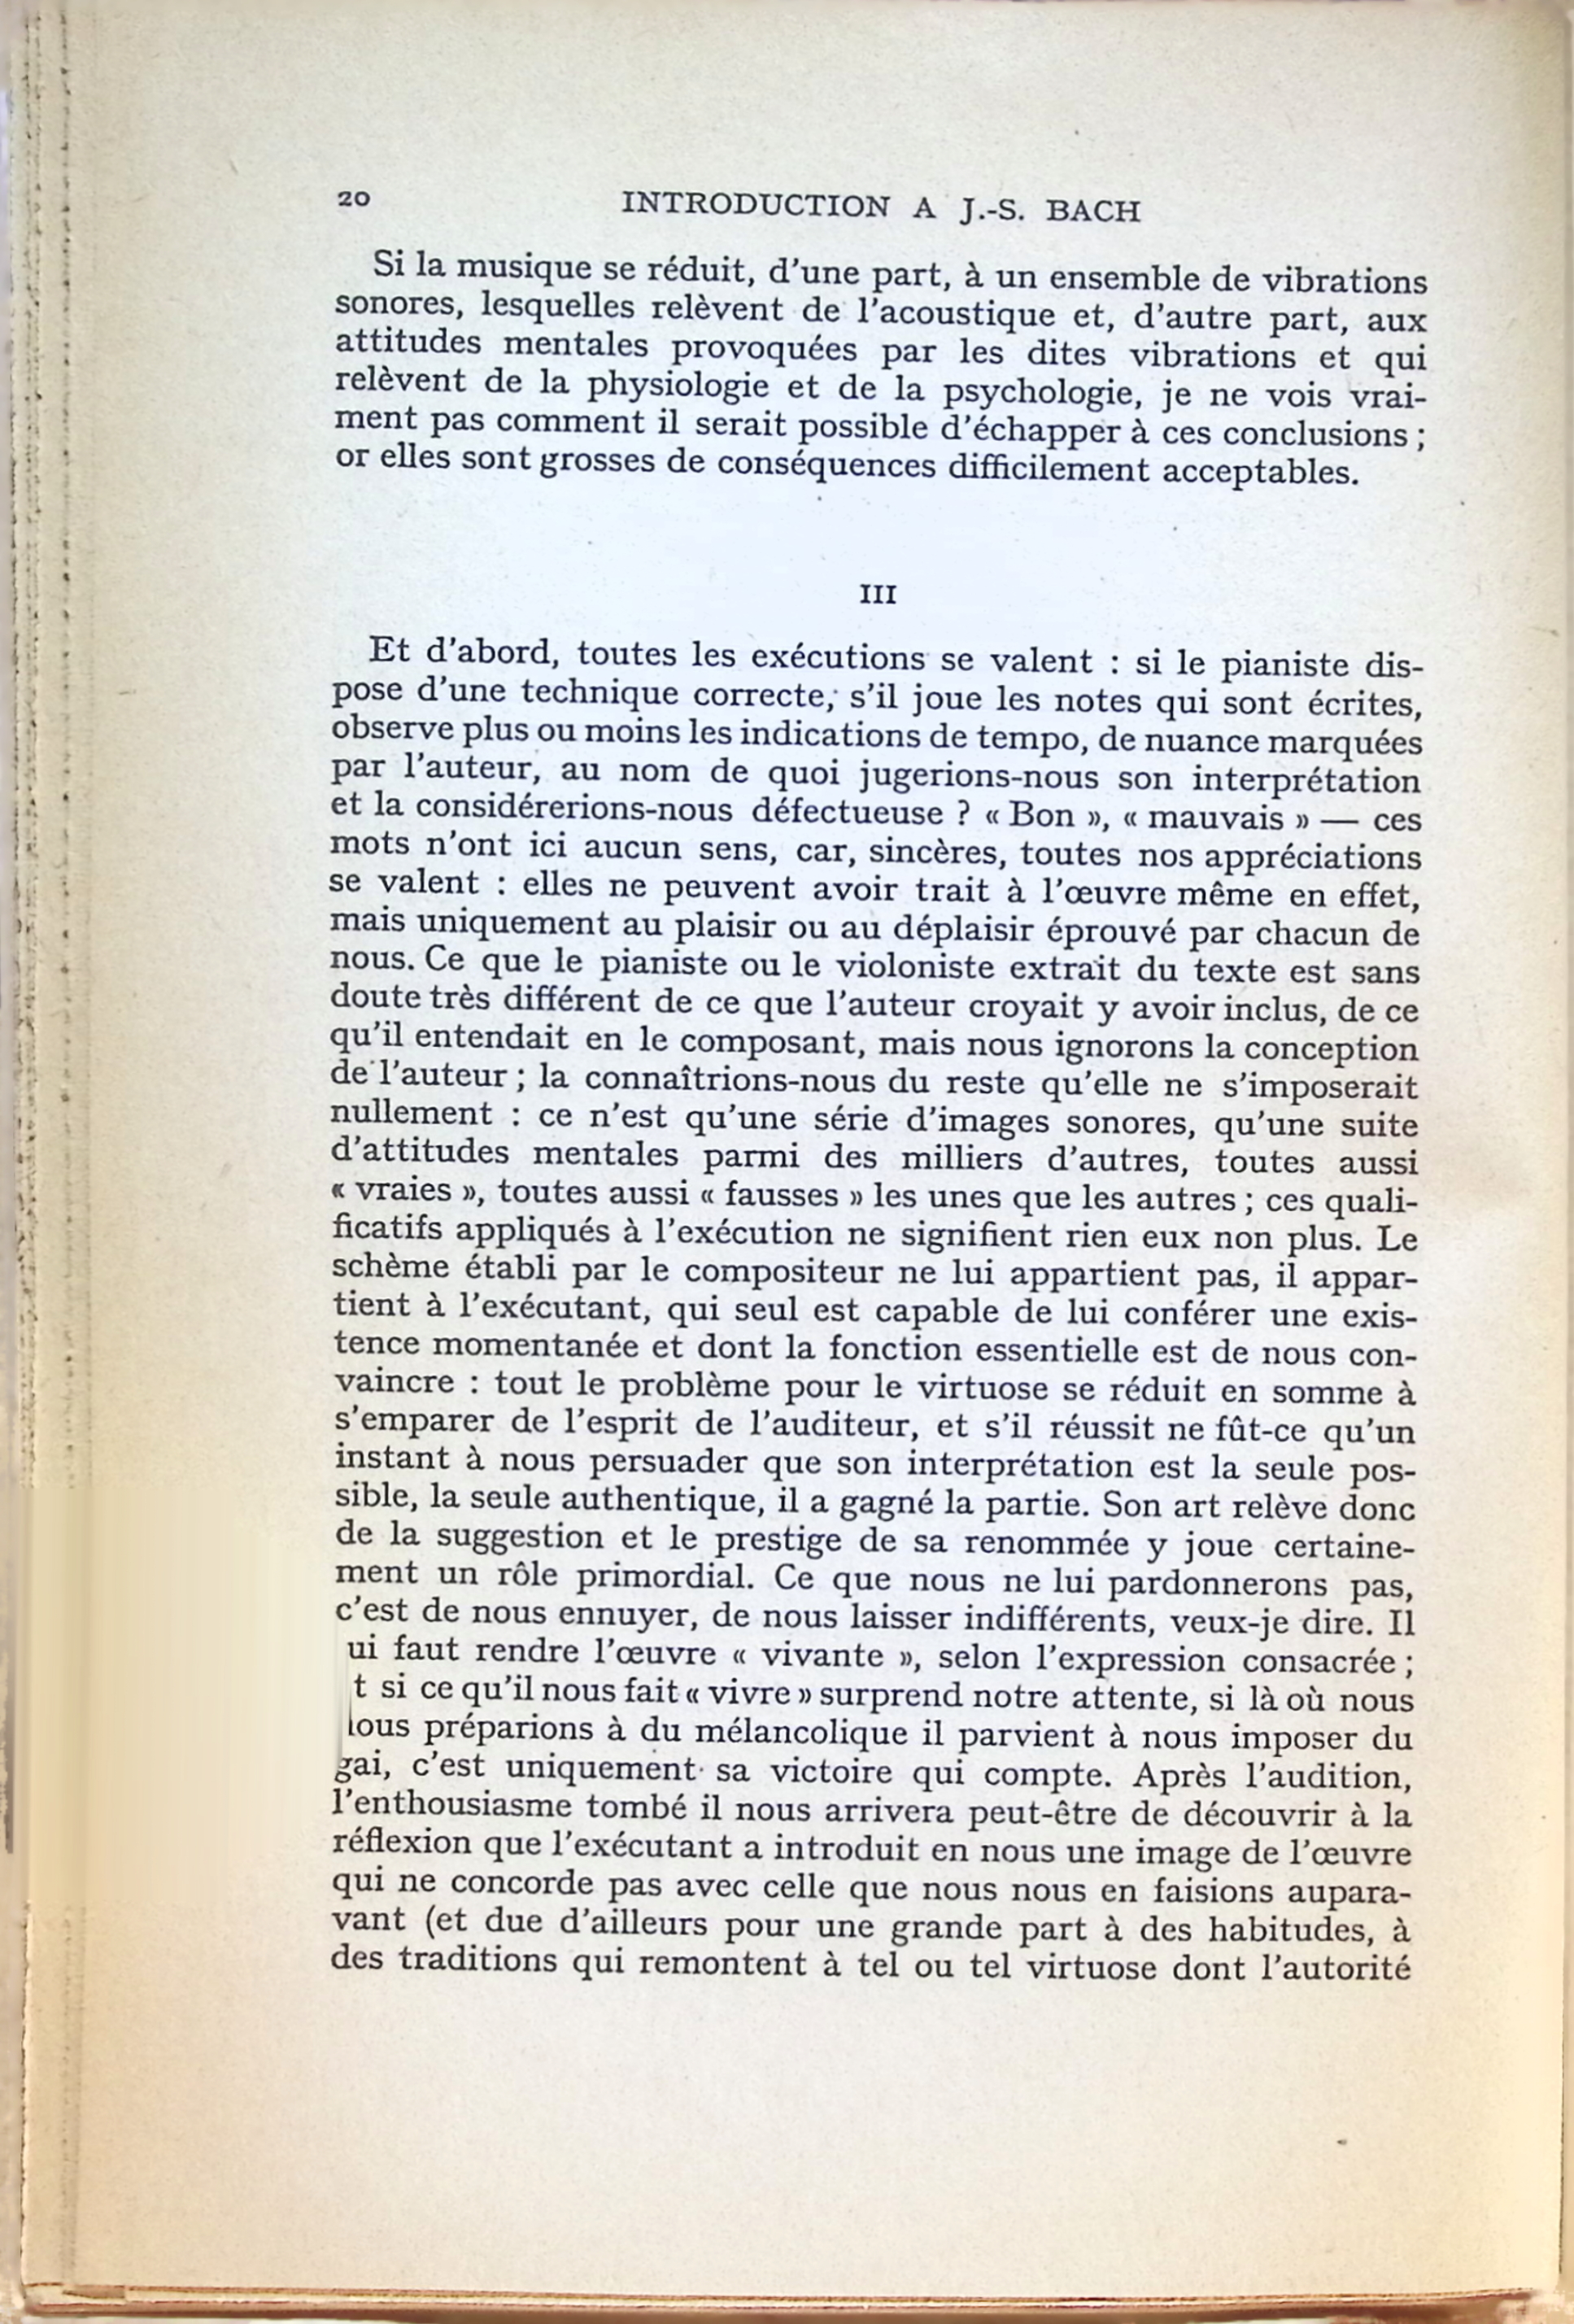 20
INTRODUCTION A J.-S. BACH
Si la musique se réduit, d'une part, à un ensemble de vibrations
sonores, lesquelles relèvent de l'acoustique et, d'autre part, aux
attitudes mentales provoquées par les dites vibrations et qui
relèvent de la physiologie et de la psychologie, je ne vois vrai-
ment pas comment il serait possible d'échapper à ces conclusions ;
or elles sont grosses de conséquences difficilement acceptables.
III
Et d'abord, toutes les exécutions se valent : si le pianiste dis-
pose d'une technique correcte, s'il joue les notes qui sont écrites,
observe plus ou moins les indications de tempo, de nuance marquées
par l'auteur, au nom de quoi jugerions-nous son interprétation
et la considérerions-nous défectueuse ? « Bon », « mauvais » — ces
mots n'ont ici aucun sens, car, sincères, toutes nos appréciations
se valent : elles ne peuvent avoir trait à l'œuvre même en effet,
mais uniquement au plaisir ou au déplaisir éprouvé par chacun de
nous. Ce que le pianiste ou le violoniste extrait du texte est sans
doute très différent de ce que l'auteur croyait y avoir inclus, de ce
qu'il entendait en le composant, mais nous ignorons la conception
de l'auteur ; la connaîtrions-nous du reste qu'elle ne s'imposerait
nullement : ce n'est qu'une série d'images sonores, qu'une suite
d'attitudes mentales parmi des milliers d'autres, toutes aussi
« vraies », toutes aussi « fausses » les unes que les autres ; ces quali-
ficatifs appliqués à l'exécution ne signifient rien eux non plus. Le
schème établi par le compositeur ne lui appartient pas, il appar-
tient à l'exécutant, qui seul est capable de lui conférer une exis-
tence momentanée et dont la fonction essentielle est de nous con-
vaincre : tout le problème pour le virtuose se réduit en somme à
s'emparer de l'esprit de l'auditeur, et s'il réussit ne fût-ce qu'un
instant à nous persuader que son interprétation est la seule pos-
sible, la seule authentique, il a gagné la partie. Son art relève donc
de la suggestion et le prestige de sa renommée y joue certaine-
ment un rôle primordial. Ce que nous ne lui pardonnerons pas,
c'est de nous ennuyer, de nous laisser indifférents, veux-je dire. Il
ui faut rendre l'œuvre « vivante », selon l'expression consacrée ;
t si ce qu'il nous fait « vivre » surprend notre attente, si là où nous
ous préparions à du mélancolique il parvient à nous imposer du
gai, c'est uniquement sa victoire qui compte. Après l'audition,
l'enthousiasme tombé il nous arrivera peut-être de découvrir à la
réflexion que l'exécutant a introduit en nous une image de l'œuvre
qui ne concorde pas avec celle que nous nous en faisions aupara-
vant (et due d'ailleurs pour une grande part à des habitudes, à
des traditions qui remontent à tel ou tel virtuose dont l'autorité